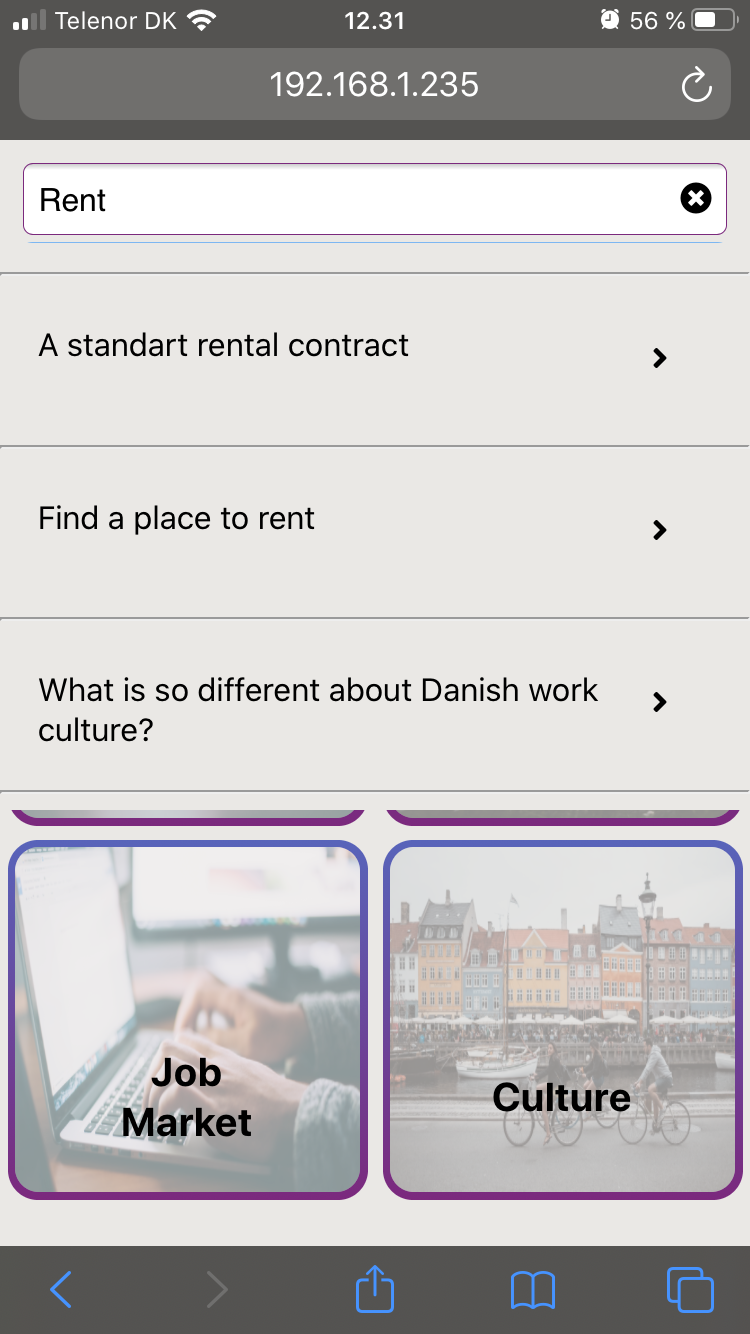 Telenor DK
12.31
56 %
192.168.1.235
Rent
A standart rental contract
Find a place to rent
What is so different about Danish work
culture?
Job
Market
Culture